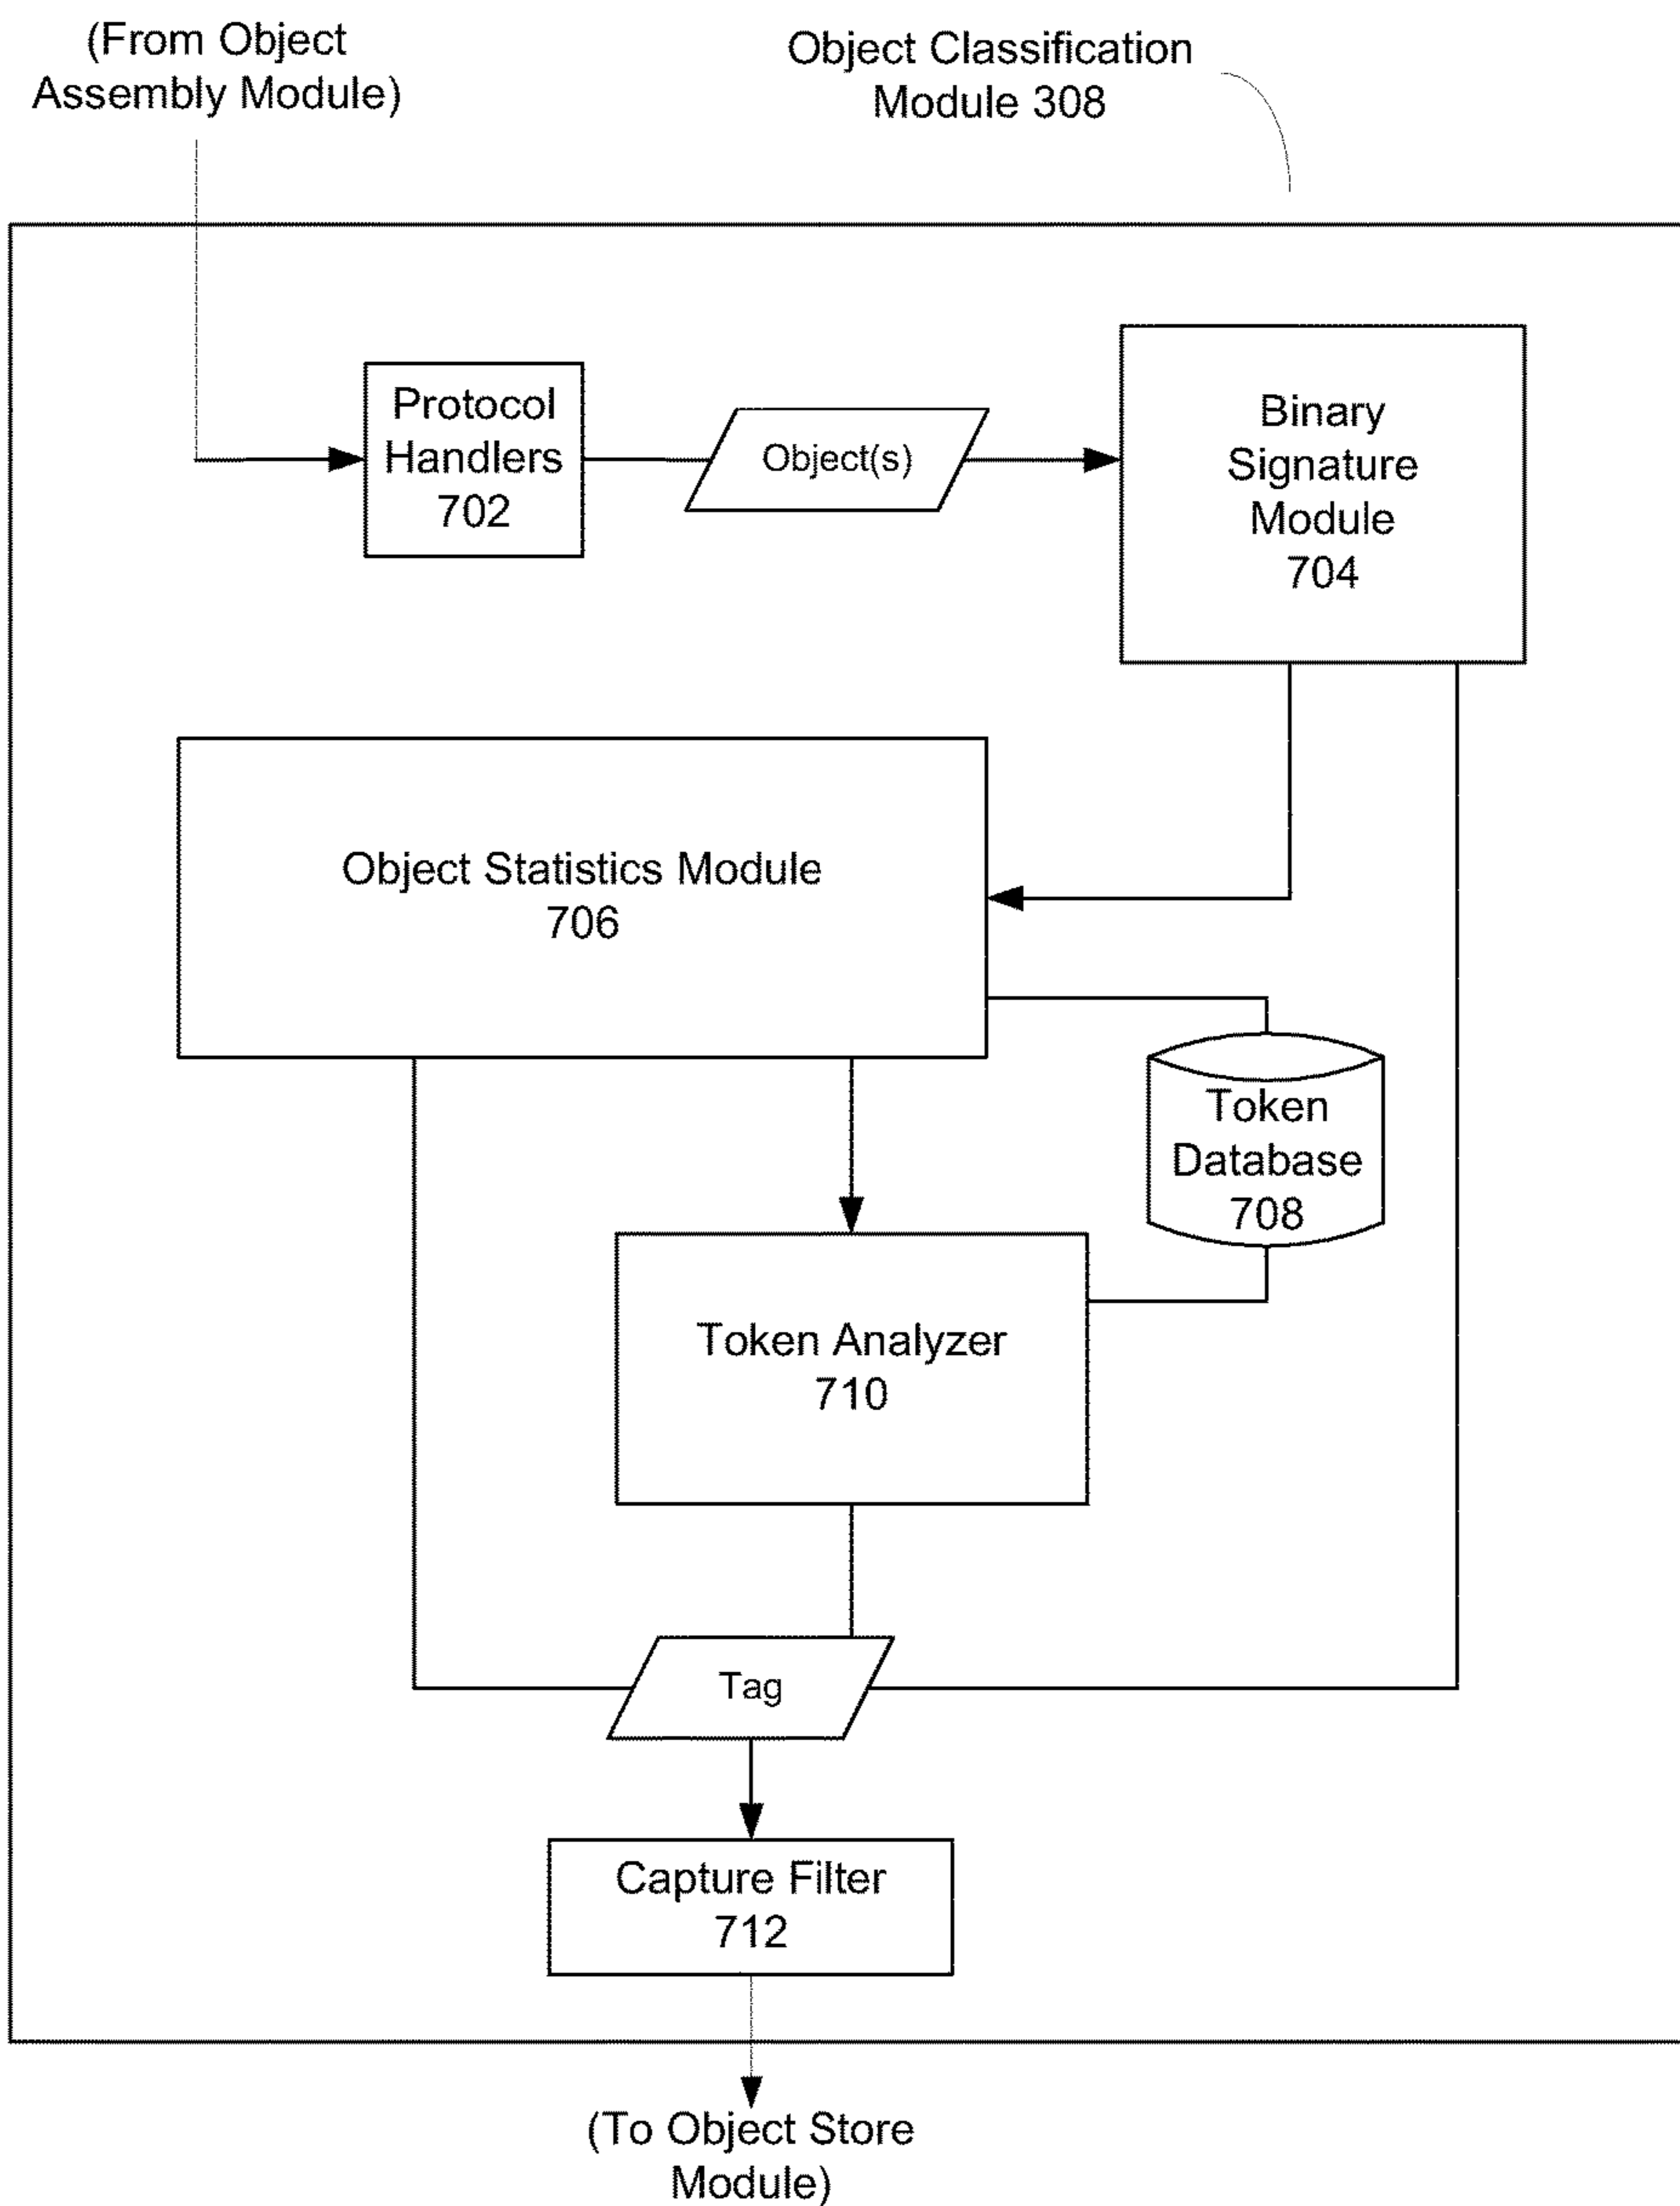 (From Object
Assembly Module)
Object Classification
Module 308
Protocol
Handlers
702
Object(s)
Binary
Signature
Module
704
Object Statistics Module
706
Token
Database
708
Token Analyzer
710
Tag
Capture Filter
712
(To Object Store
Module)